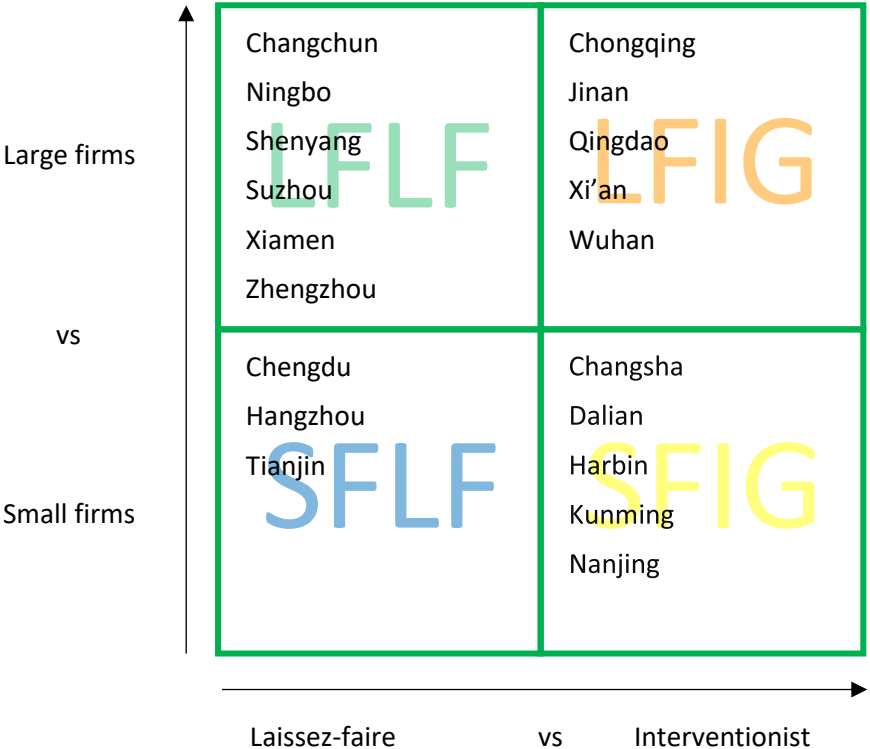 Large firms
vs
Small firms
Changchun
Ningbo
Shenyang
Suzhou
Xiamen
Zhengzhou
LFLF
Chongqing
Jinan
Qingdao
Xi’an
Wuhan
LFIG
Chengdu
Hangzhou
Tianjin
SFLF
Changsha
Dalian
Harbin
Kunming
Nanjing
SFIG
Laissez-faire vs Interventionist